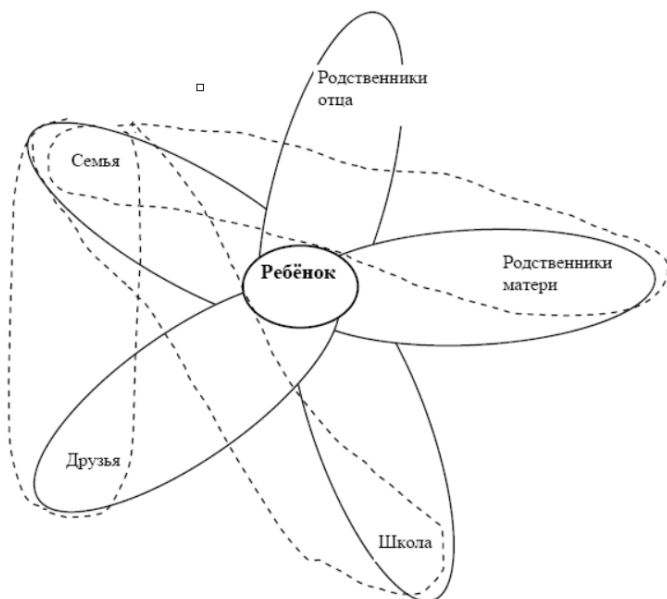 Родственники
отца
Семья
Ребёнок
Родственники
матери
Друзья
Школа